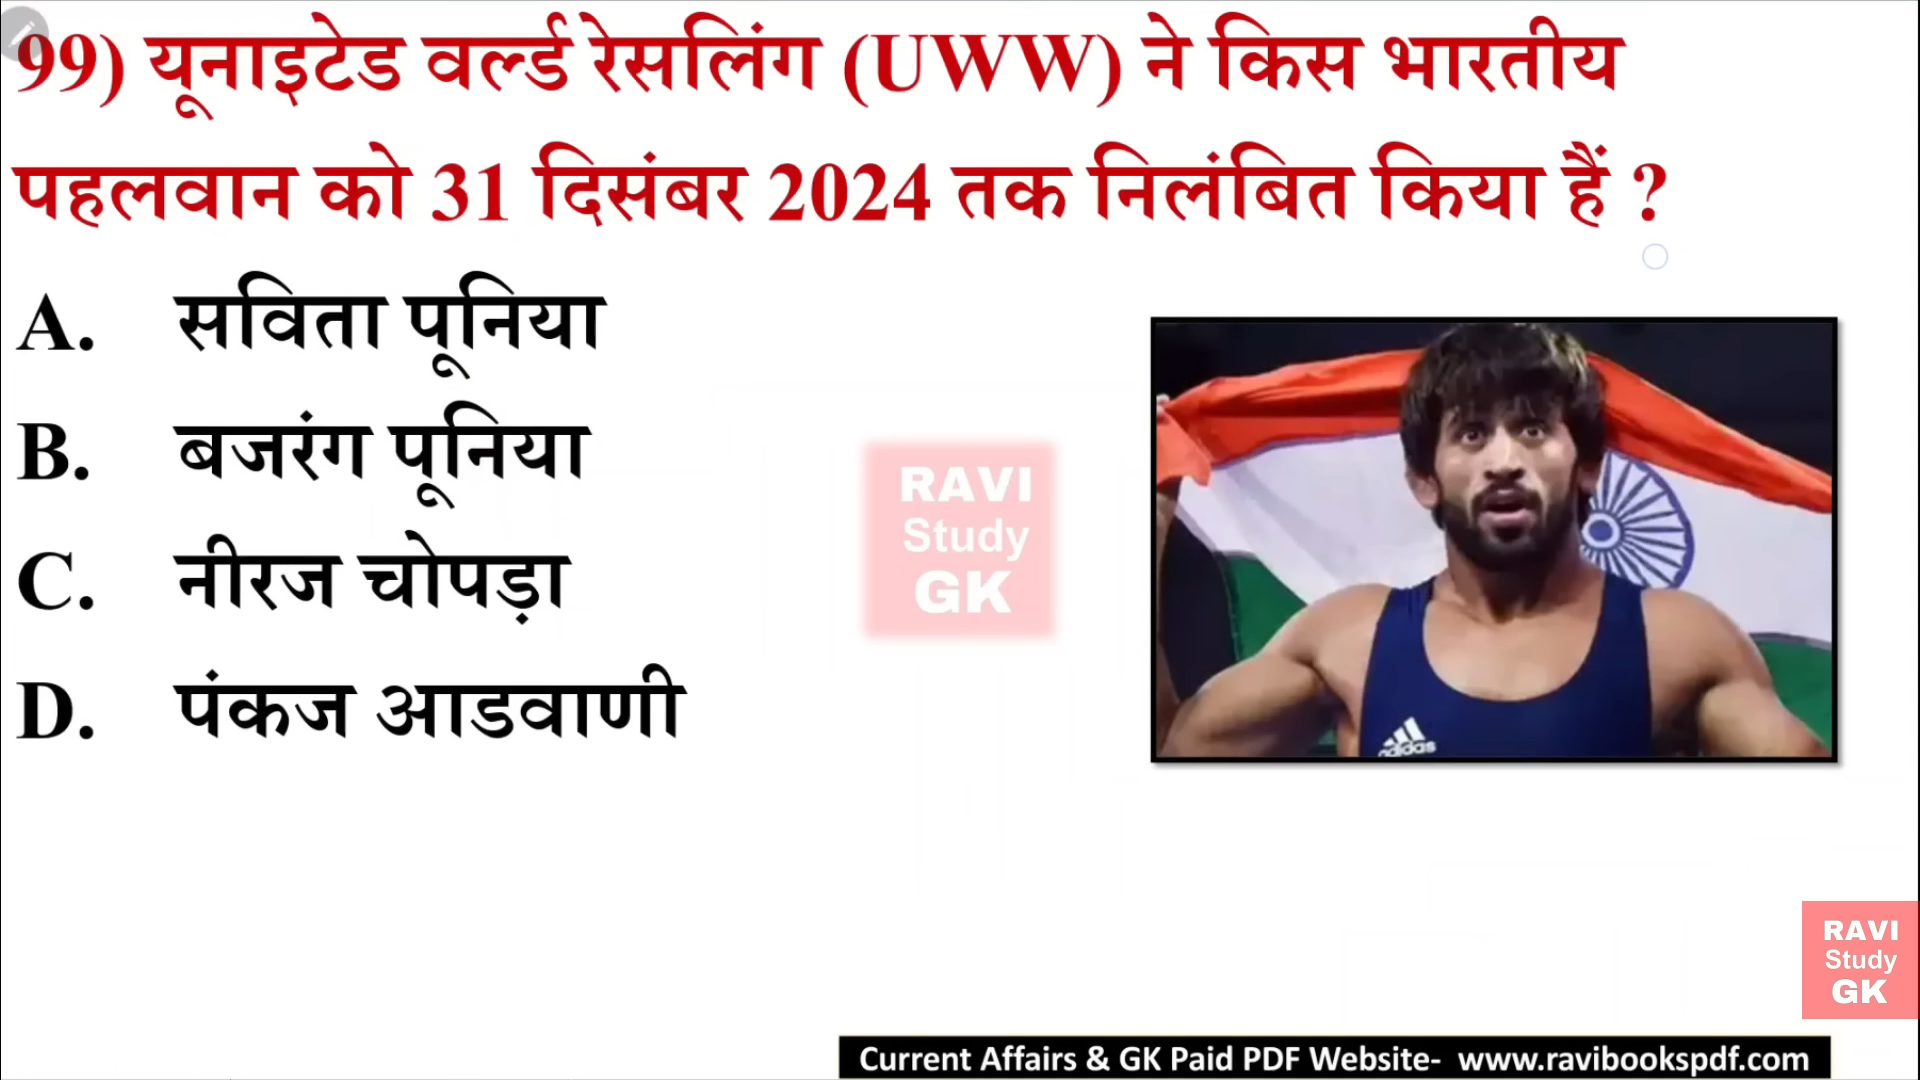 99) यूनाइटेड वर्ल्ड रेसलिंग (UWW) ने किस भारतीय
पहलवान को 31 दिसंबर 2024 तक निलंबित किया हैं ?
A. सविता पूनिया
B. बजरंग पूनिया
C. नीरज चोपड़ा
D. पंकज आडवाणी
RAVI
Study
GK
adidas
RAVI
Study
GK
Current Affairs & GK Paid PDF Website- www.ravibookspdf.com